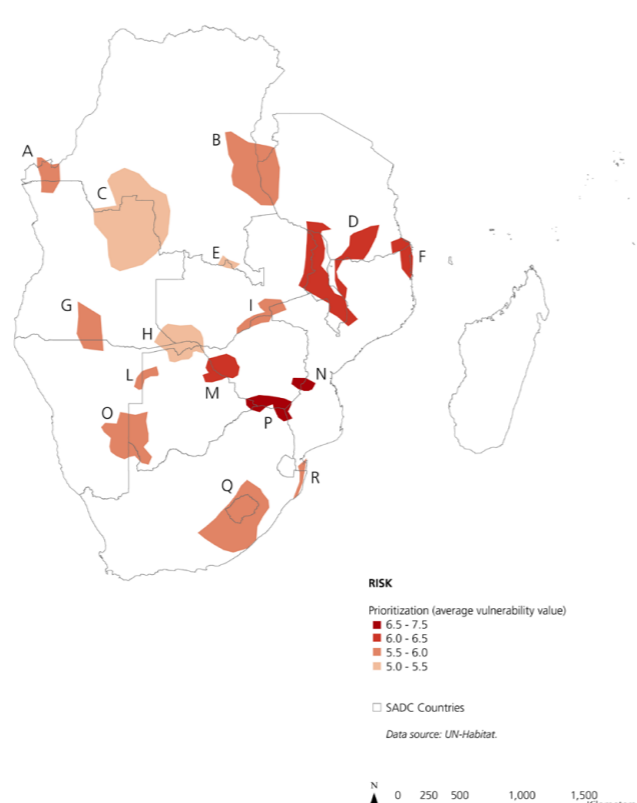 A
B
C
D
E
F
G
H
I
L
M
N
O
P
Q
R
RISK
Prioritization (average vulnerability value)
6.5 - 7.5
6.0 - 6.5
5.5 - 6.0
5.0 - 5.5
SADC Countries
Data source: UN-Habitat.
N
0 250 500 1,000 1,500